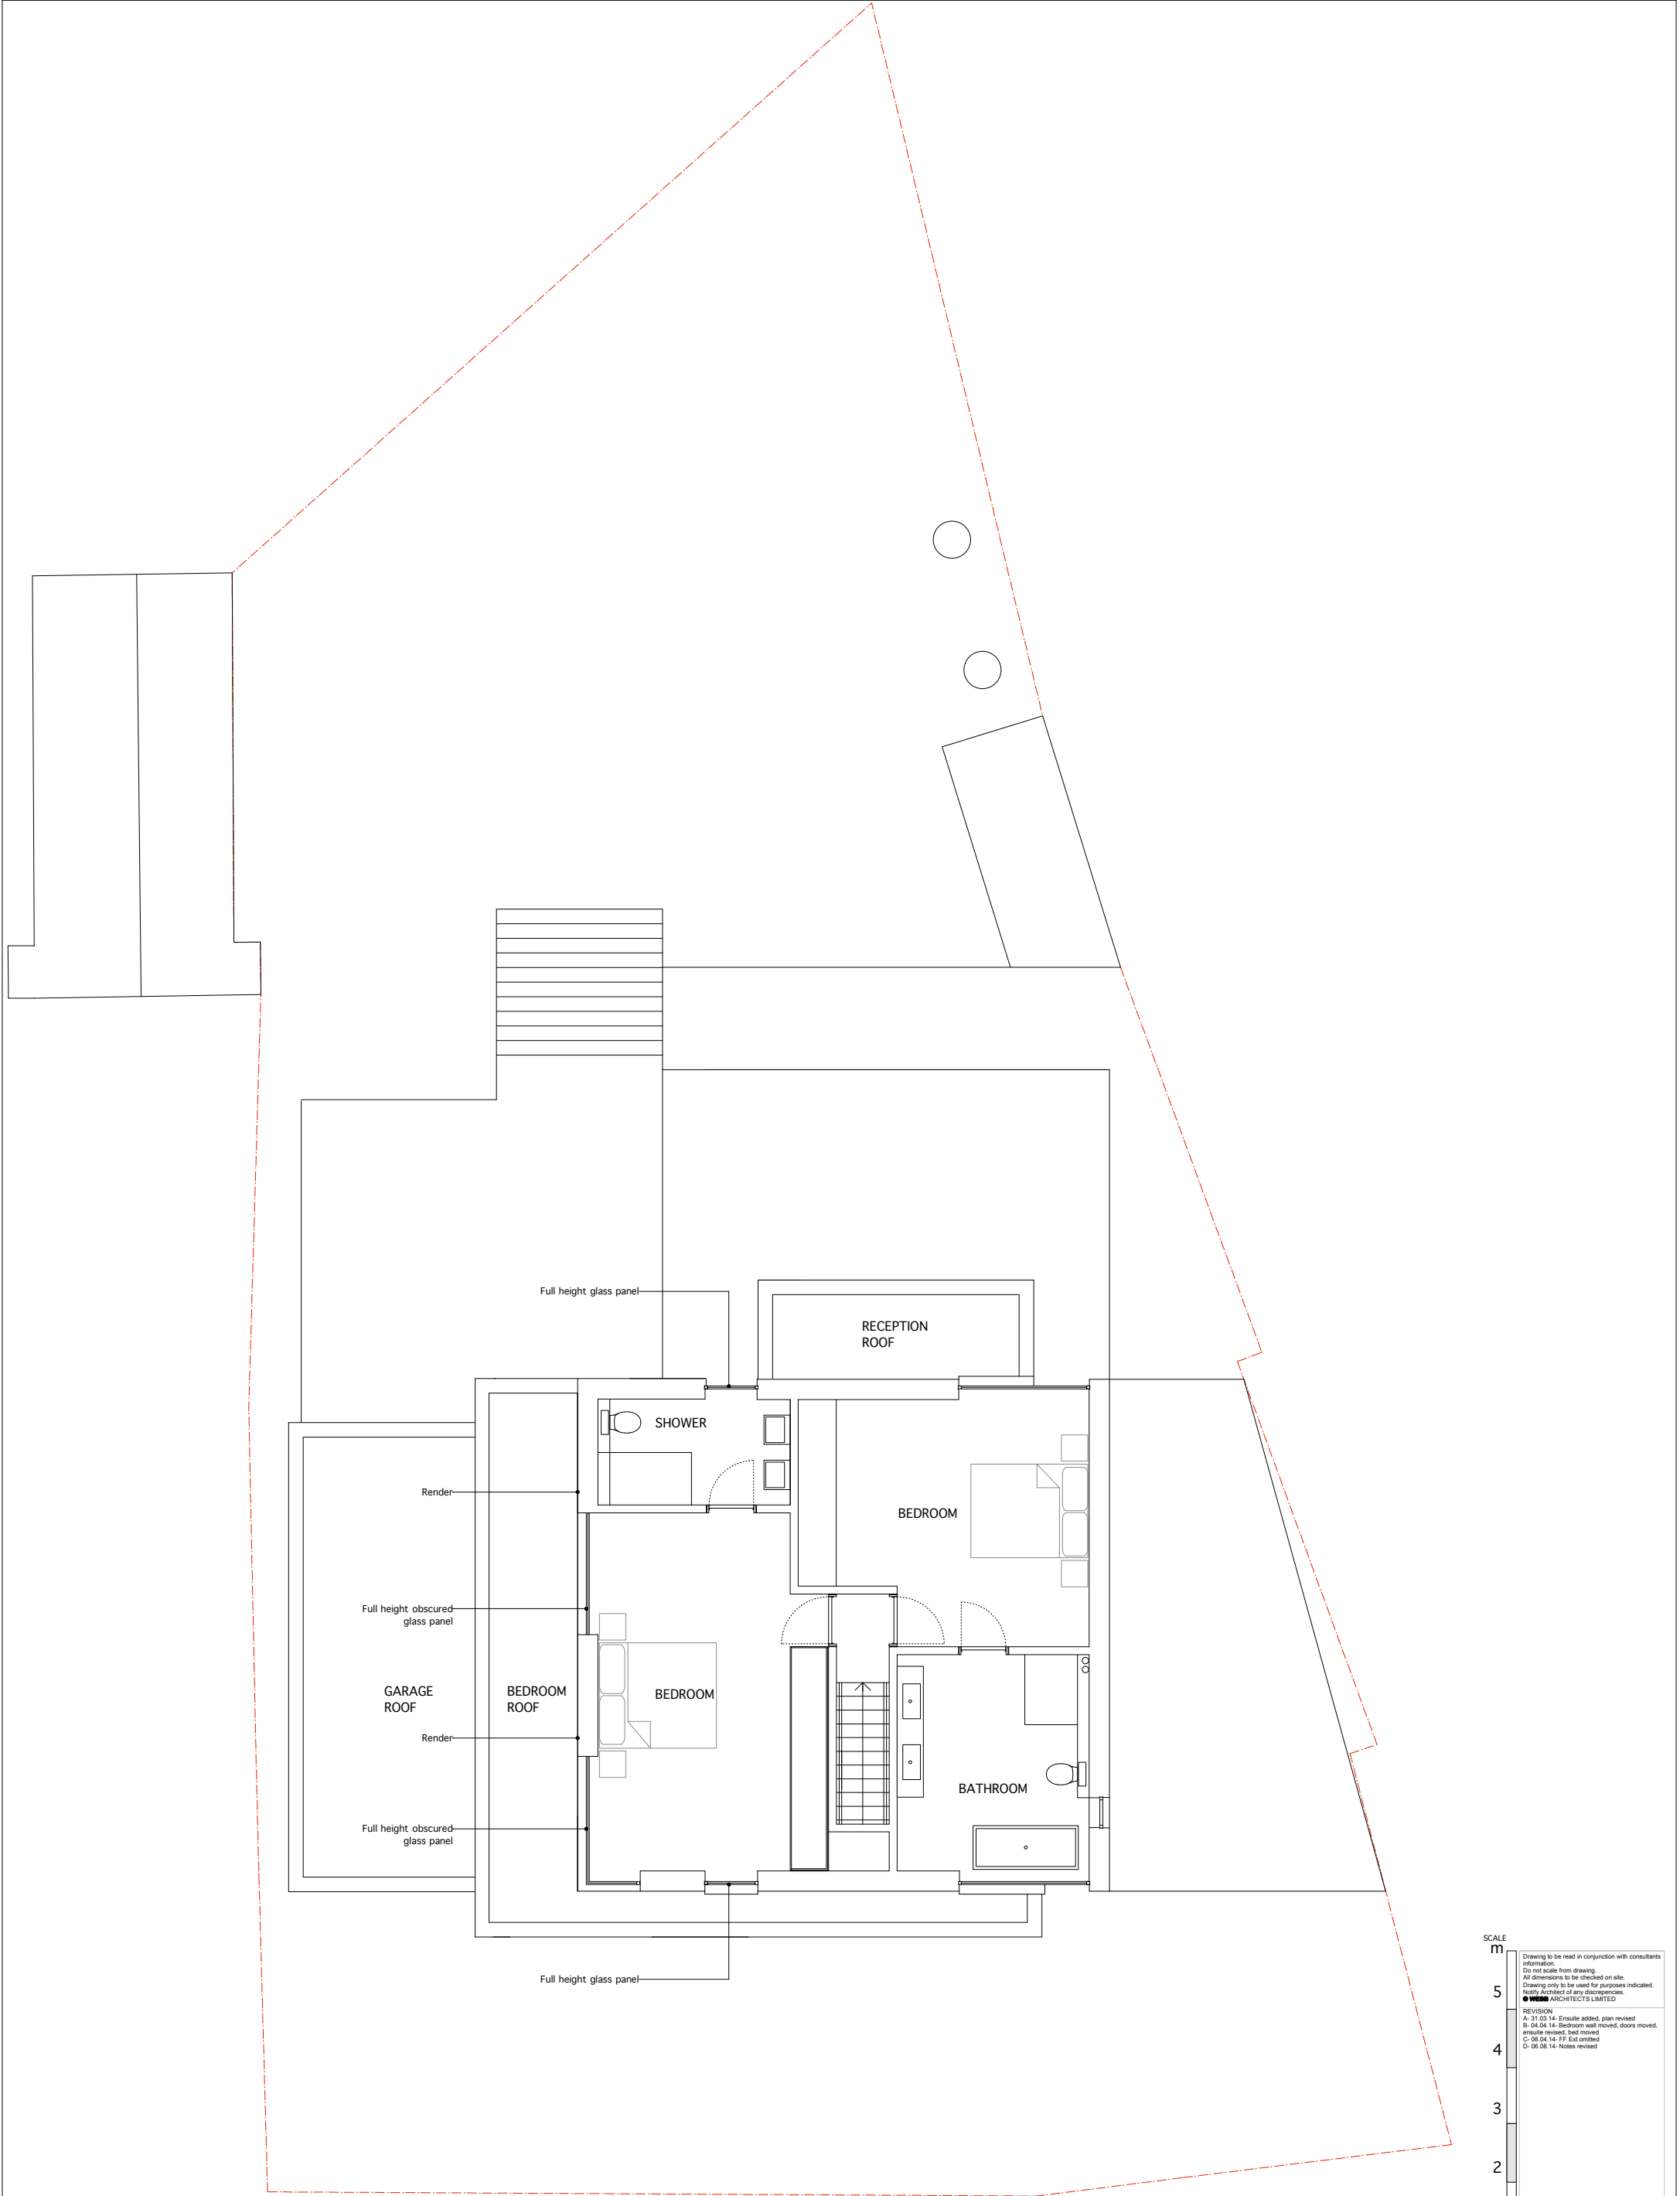 Full height glass panel
RECEPTION
ROOF
SHOWER
Render
BEDROOM
Full height obscured
glass panel
GARAGE
ROOF
BEDROOM
ROOF
BEDROOM
Render
BATHROOM
Full height obscured
glass panel
Full height glass panel
SCALE
m
5
4
3
2
Drawing to be read in conjunction with consultants
information.
Do not scale from drawing.
All dimensions to be checked on site.
Drawing only to be used for purposes indicated.
Notify Architect of any discrepencies.
© WEBB ARCHITECTS LIMITED
REVISION
A- 31.03.14- Ensuite added, plan revised
B- 04.04.14- Bedroom wall moved, doors moved,
ensuite revised, bed moved
C- 08.04.14- FF Ext omitted
D- 06.08.14- Notes revised